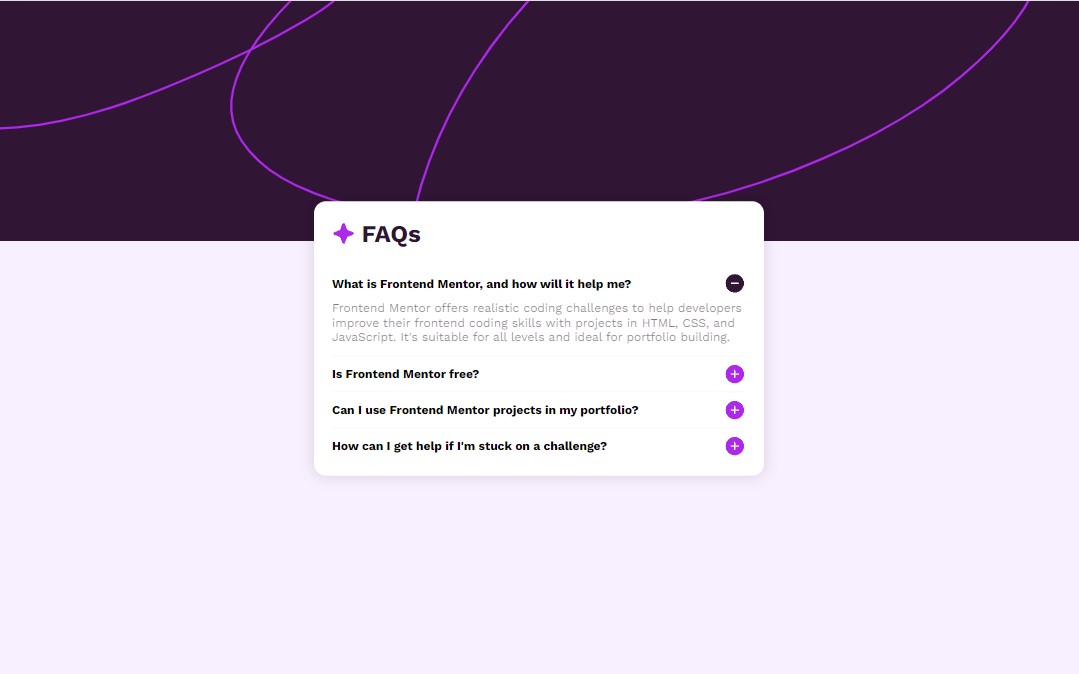 FAQs
What is Frontend Mentor, and how will it help me?
Frontend Mentor offers realistic coding challenges to help developers
improve their frontend coding skills with projects in HTML, CSS, and
JavaScript. It's suitable for all levels and ideal for portfolio building.
Is Frontend Mentor free?
Can I use Frontend Mentor projects in my portfolio?
How can I get help if I'm stuck on a challenge?